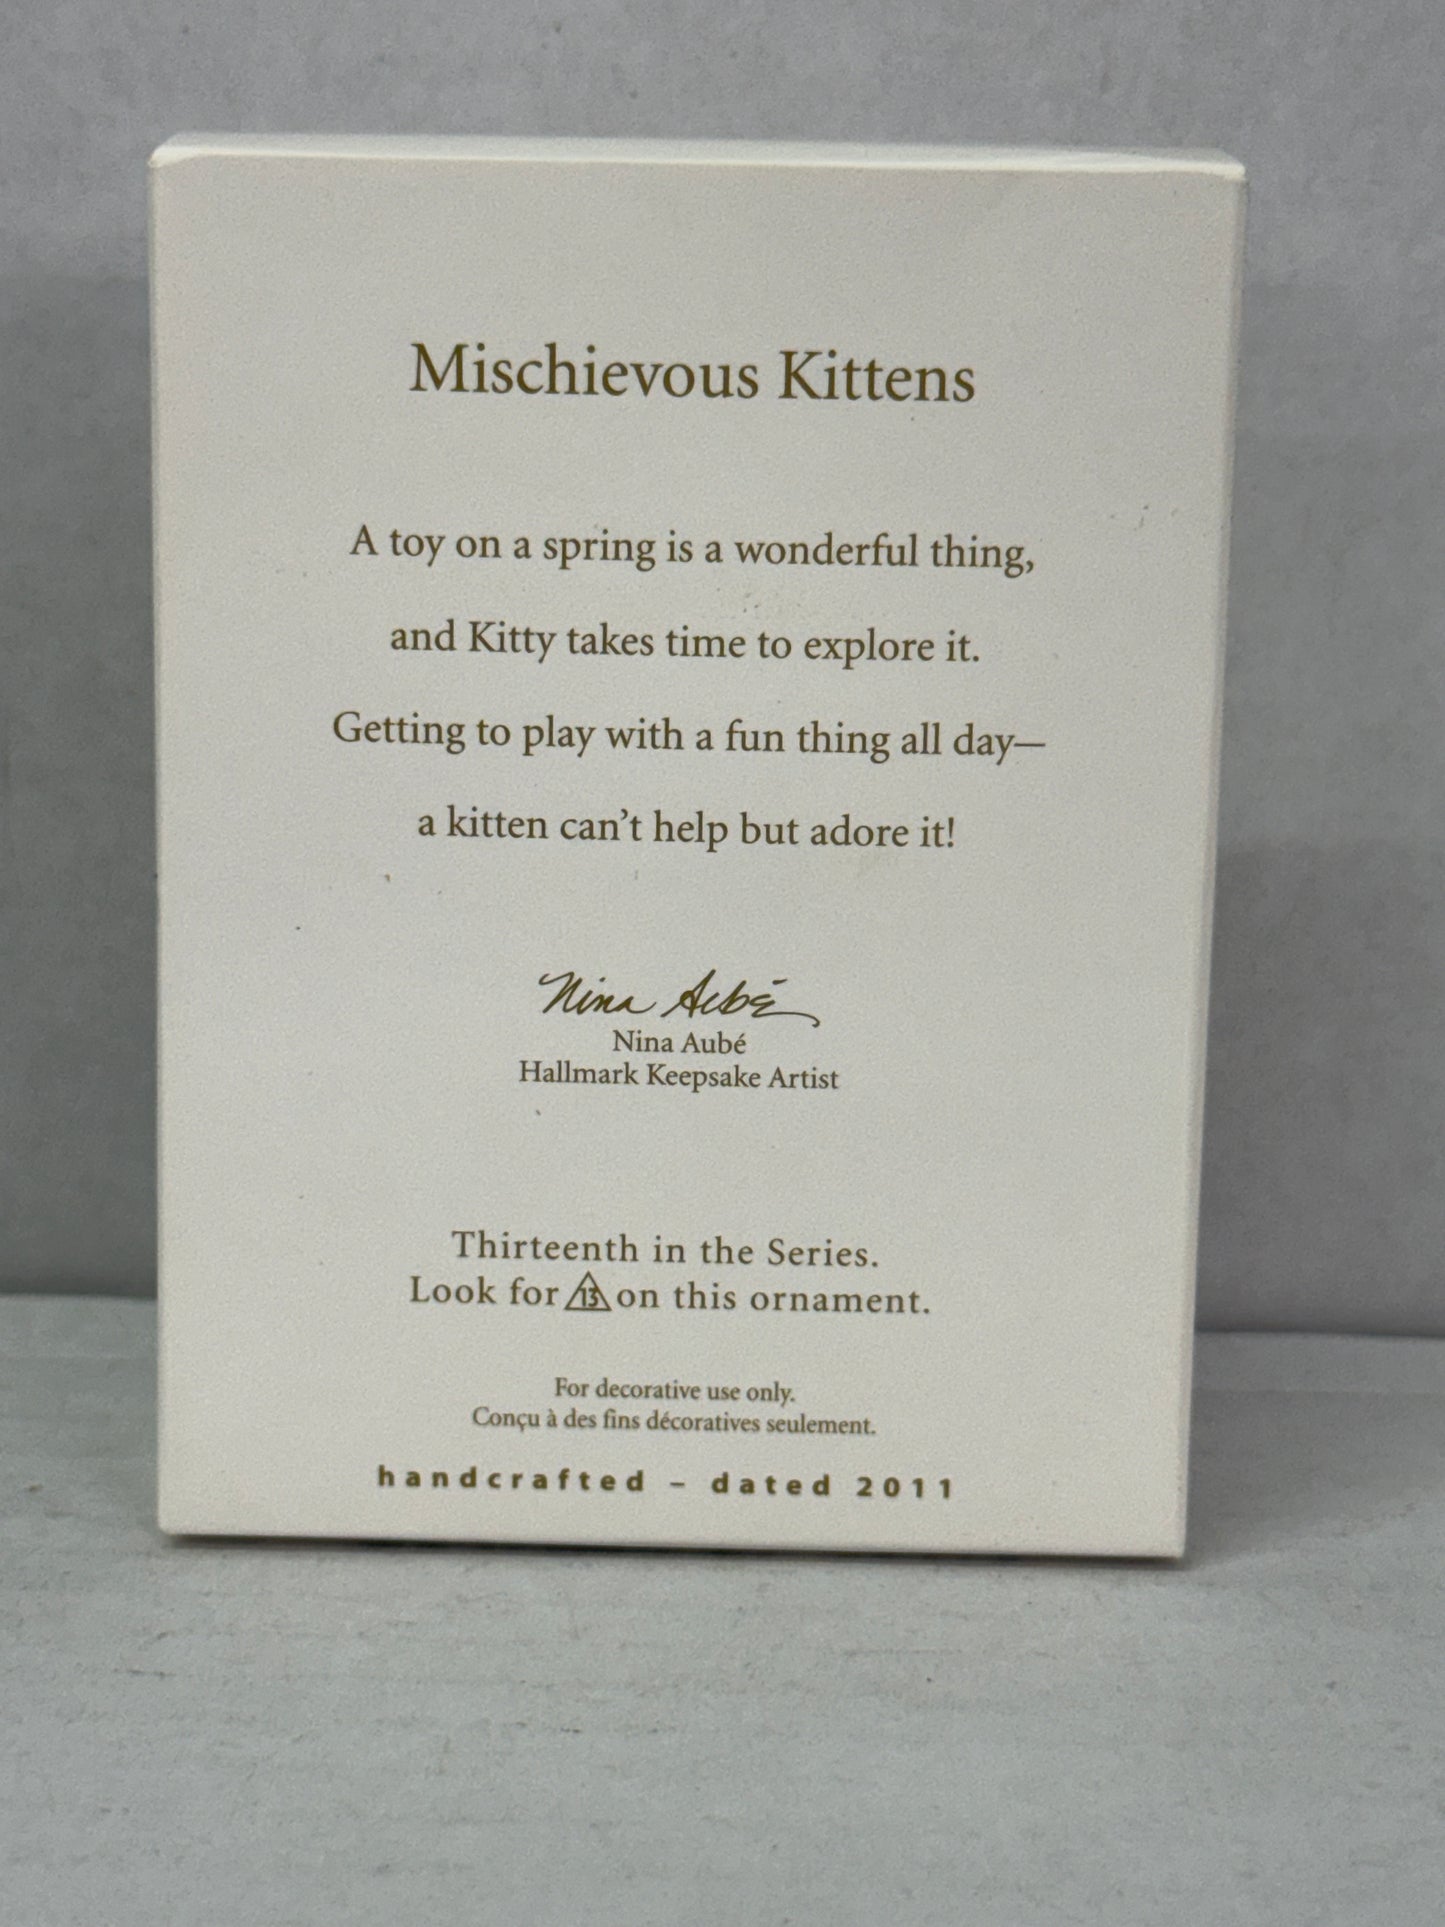 Mischievous Kittens
A toy on a spring is a wonderful thing,
and Kitty takes time to explore it.
Getting to play with a fun thing all day—
a kitten can’t help but adore it!
Nina Aubé
Nina Aubé
Hallmark Keepsake Artist
Thirteenth in the Series.
Look for 13 on this ornament.
For decorative use only.
Conçu à des fins décoratives seulement.
handcrafted – dated 2011